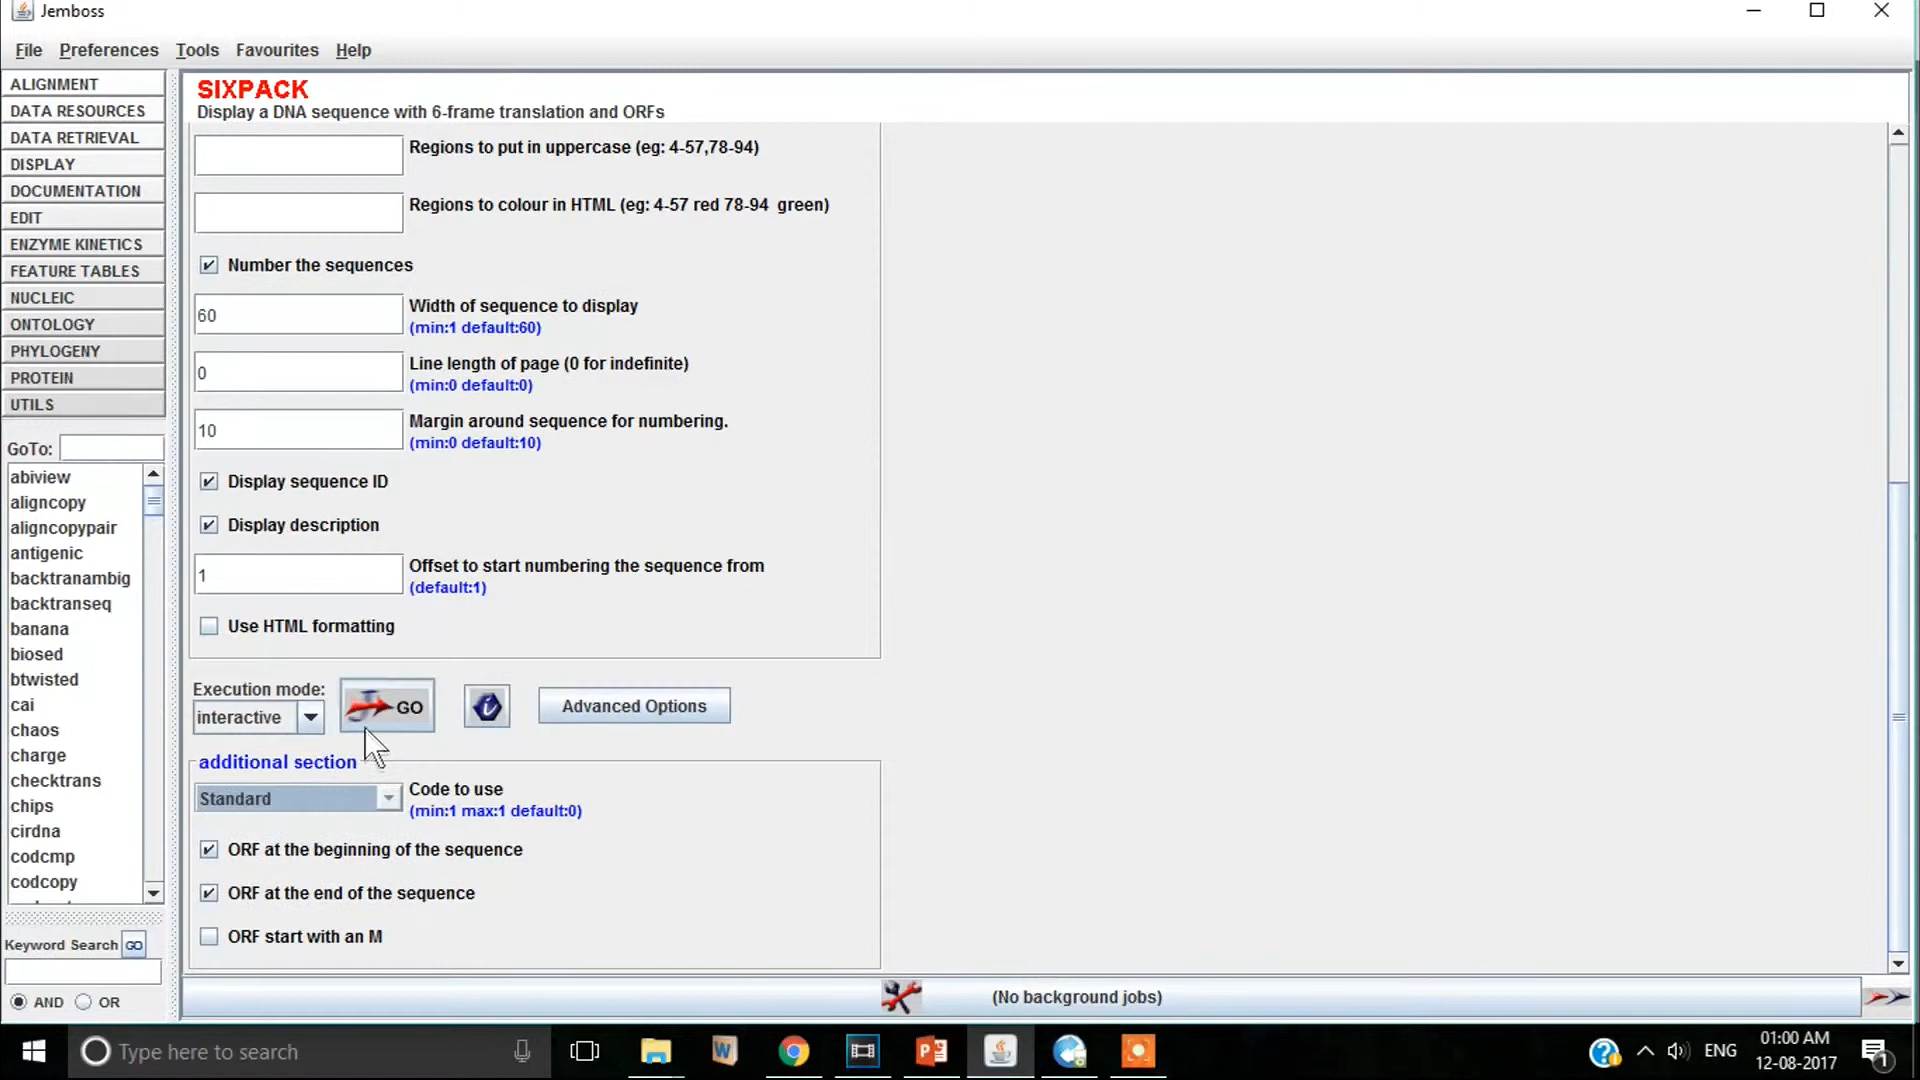 Jemboss
File Preferences Tools Favourites Help
ALIGNMENT
DATA RESOURCES
DATA RETRIEVAL
DISPLAY
DOCUMENTATION
EDIT
ENZYME KINETICS
FEATURE TABLES
NUCLEIC
ONTOLOGY
PHYLOGENY
PROTEIN
UTILS
GoTo:
abiview
aligncopy
aligncopypair
antigenic
backtranambig
backtranseq
banana
biosed
btwisted
cai
chaos
charge
checktrans
chips
cirdna
codcmp
codcopy
Keyword Search GO
AND OR
SIXPACK
Display a DNA sequence with 6-frame translation and ORFs
Regions to put in uppercase (eg: 4-57,78-94)
Regions to colour in HTML (eg: 4-57 red 78-94 green)
Number the sequences
60 Width of sequence to display
(min:1 default:60)
0 Line length of page (0 for indefinite)
(min:0 default:0)
10 Margin around sequence for numbering.
(min:0 default:10)
Display sequence ID
Display description
1 Offset to start numbering the sequence from
(default:1)
Use HTML formatting
Execution mode:
interactive GO Advanced Options
additional section
Standard Code to use
(min:1 max:1 default:0)
ORF at the beginning of the sequence
ORF at the end of the sequence
ORF start with an M
(No background jobs)
Type here to search
ENG
01:00 AM
12-08-2017
1